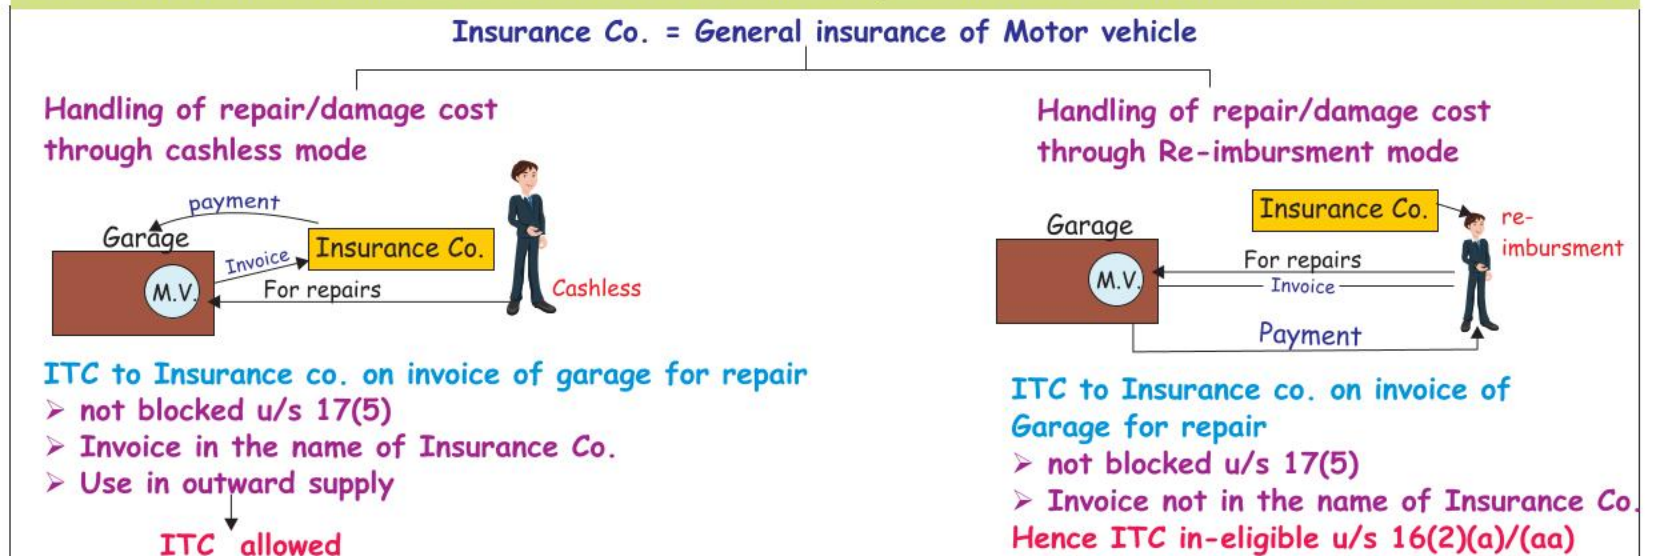 Insurance Co. = General insurance of Motor vehicle
Handling of repair/damage cost
through cashless mode
payment
Garage
Insurance Co.
Invoice
M.V.
For repairs
Cashless
ITC to Insurance co. on invoice of garage for repair
➢ not blocked u/s 17(5)
➢ Invoice in the name of Insurance Co.
➢ Use in outward supply
ITC allowed
Handling of repair/damage cost
through Re-imbursment mode
Insurance Co.
re-
imbursment
Garage
For repairs
M.V.
Invoice
Payment
ITC to Insurance co. on invoice of
Garage for repair
➢ not blocked u/s 17(5)
➢ Invoice not in the name of Insurance Co.
Hence ITC in-eligible u/s 16(2)(a)/(aa)